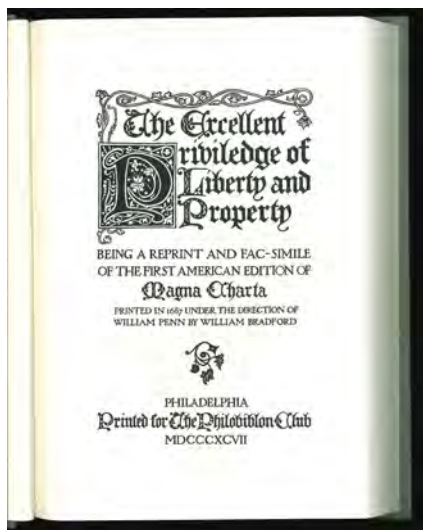 The Excellent
Priviledge of
Liberty and
Property
BEING A REPRINT AND FAC-SIMILE
OF THE FIRST AMERICAN EDITION OF
Magna Charta
PRINTED IN 1687 UNDER THE DIRECTION OF
WILLIAM PENN BY WILLIAM BRADFORD
PHILADELPHIA
Printed for The Philobiblon Club
MDCCCXCVII